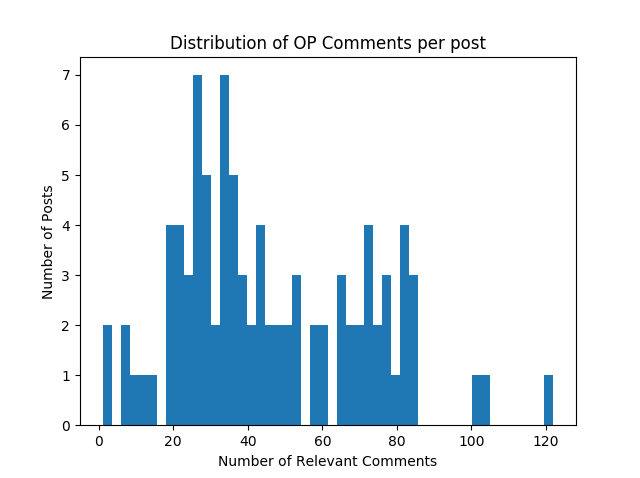 Distribution of OP Comments per post
7
6
5
4
3
2
1
0
Number of Posts
0 20 40 60 80 100 120
Number of Relevant Comments